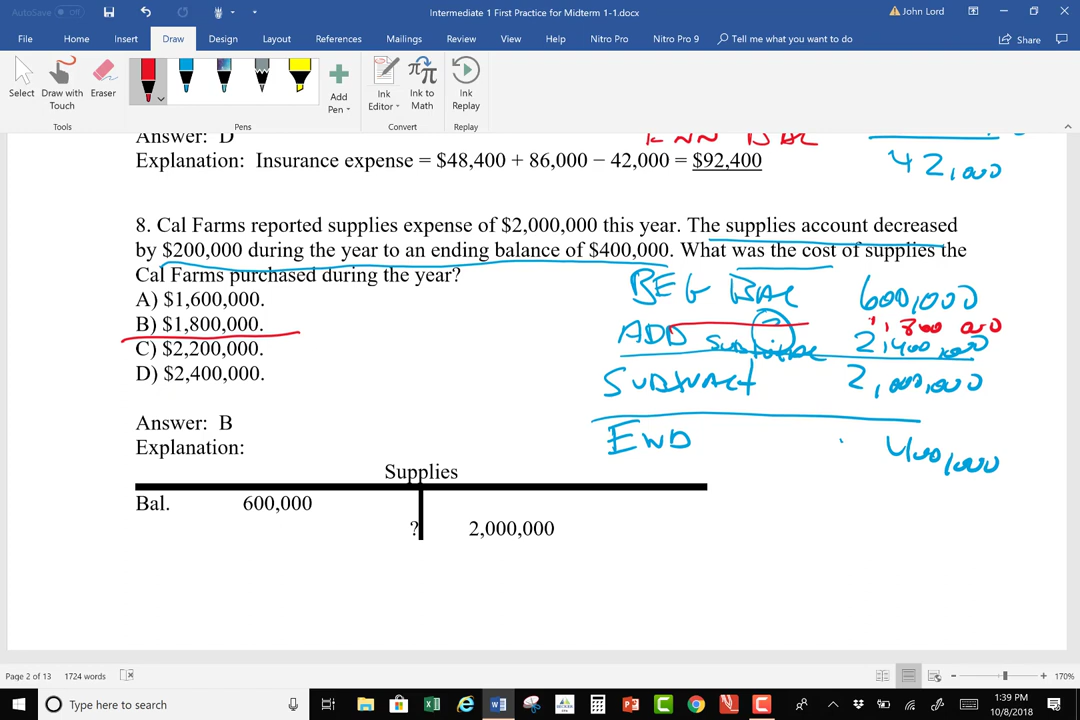 AutoSave Off
Intermediate 1 First Practice for Midterm 1-1.docx
John Lord
File Home Insert Draw Design Layout References Mailings Review View Help Nitro Pro Nitro Pro 9 Tell me what you want to do Share
Select Draw with Touch Eraser Add Pen Ink Editor Ink to Math Ink Replay
Tools Pens Convert Replay
Answer: D END BAL
Explanation: Insurance expense = $48,400 + 86,000 − 42,000 = $92,400 42,000
8. Cal Farms reported supplies expense of $2,000,000 this year. The supplies account decreased
by $200,000 during the year to an ending balance of $400,000. What was the cost of supplies the
Cal Farms purchased during the year?
BEG BAL 600,000
A) $1,600,000.
B) $1,800,000. ADD ? 1,800 000
C) $2,200,000. 2,400,000
D) $2,400,000. SUBTRACT 2,000,000
Answer: B
END 400,000
Explanation:
Supplies
Bal. 600,000
? 2,000,000
Page 2 of 13 1724 words 170%
Type here to search
1:39 PM
10/8/2018